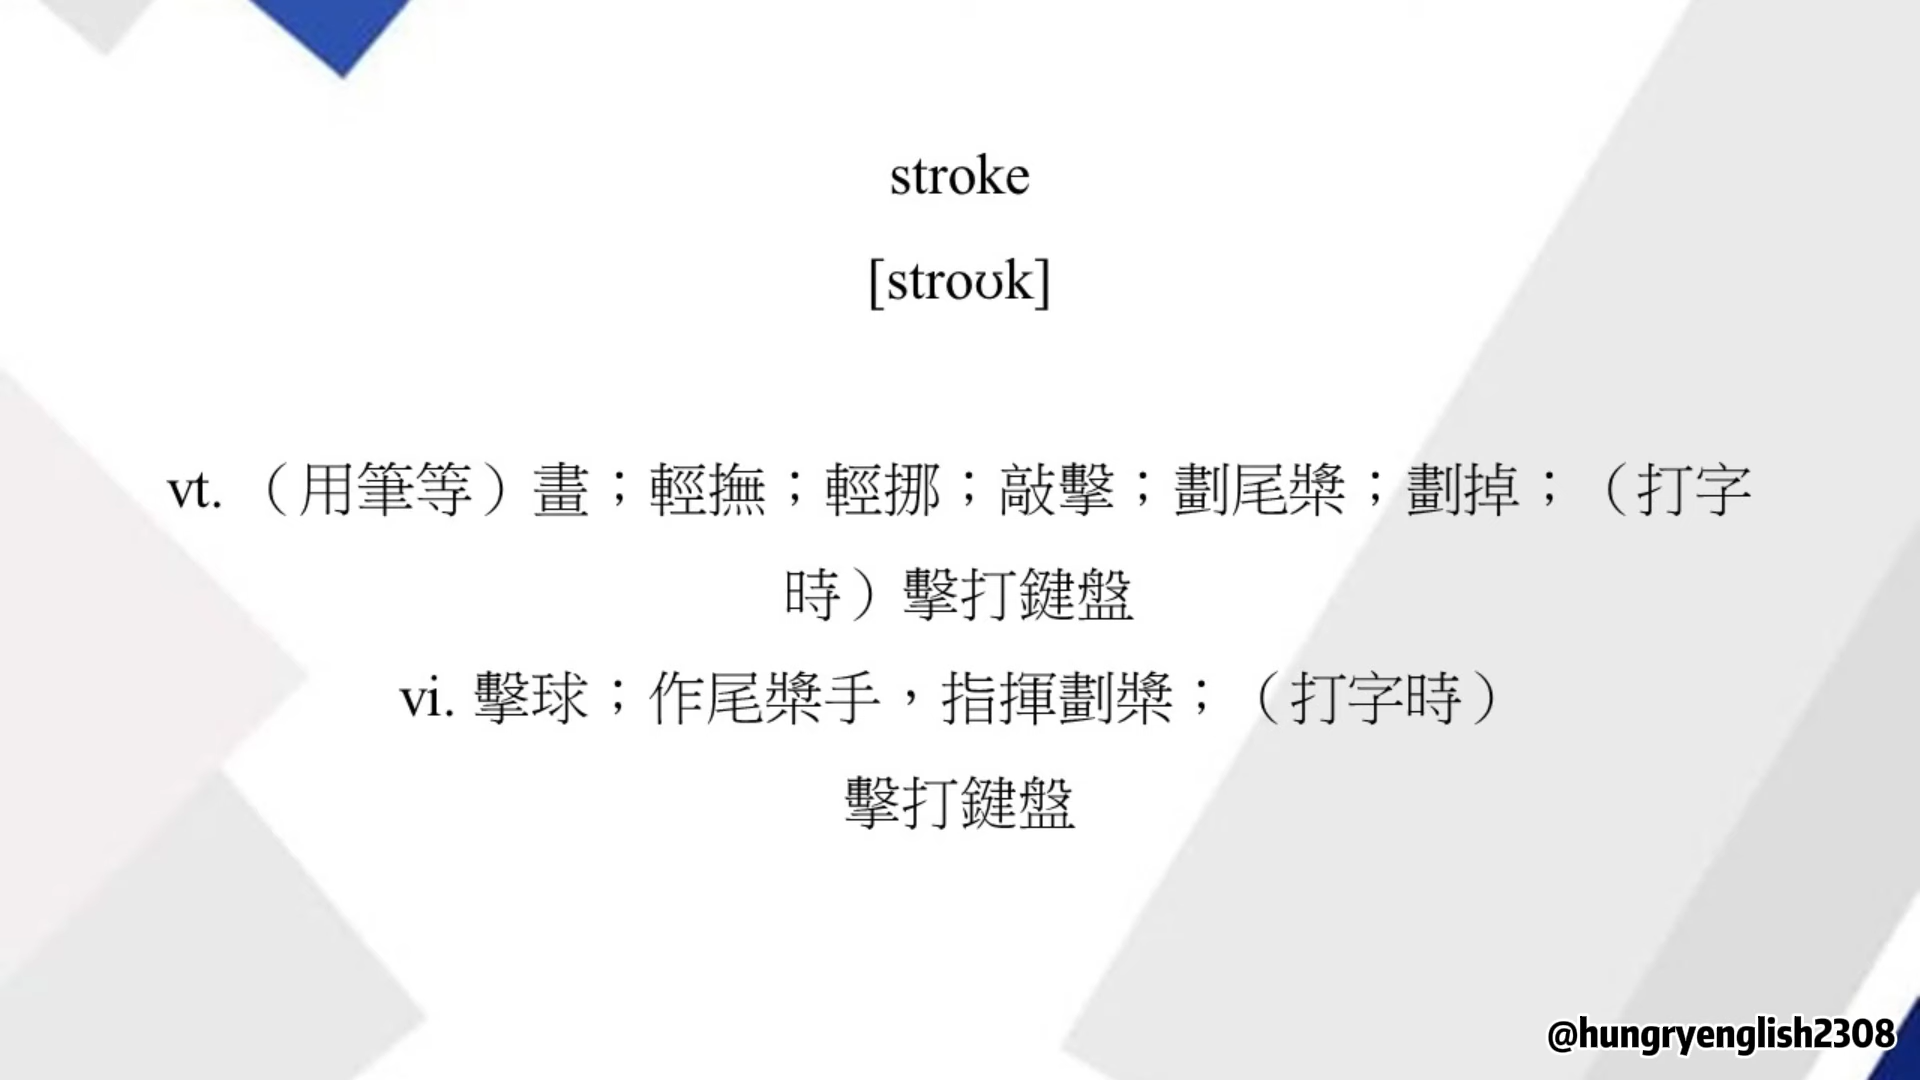 stroke
[stroʊk]
vt. （用筆等）畫；輕撫；輕挪；敲擊；劃尾槳；劃掉；（打字
時）擊打鍵盤
vi. 擊球；作尾槳手，指揮劃槳；（打字時）
擊打鍵盤
@hungryenglish2308